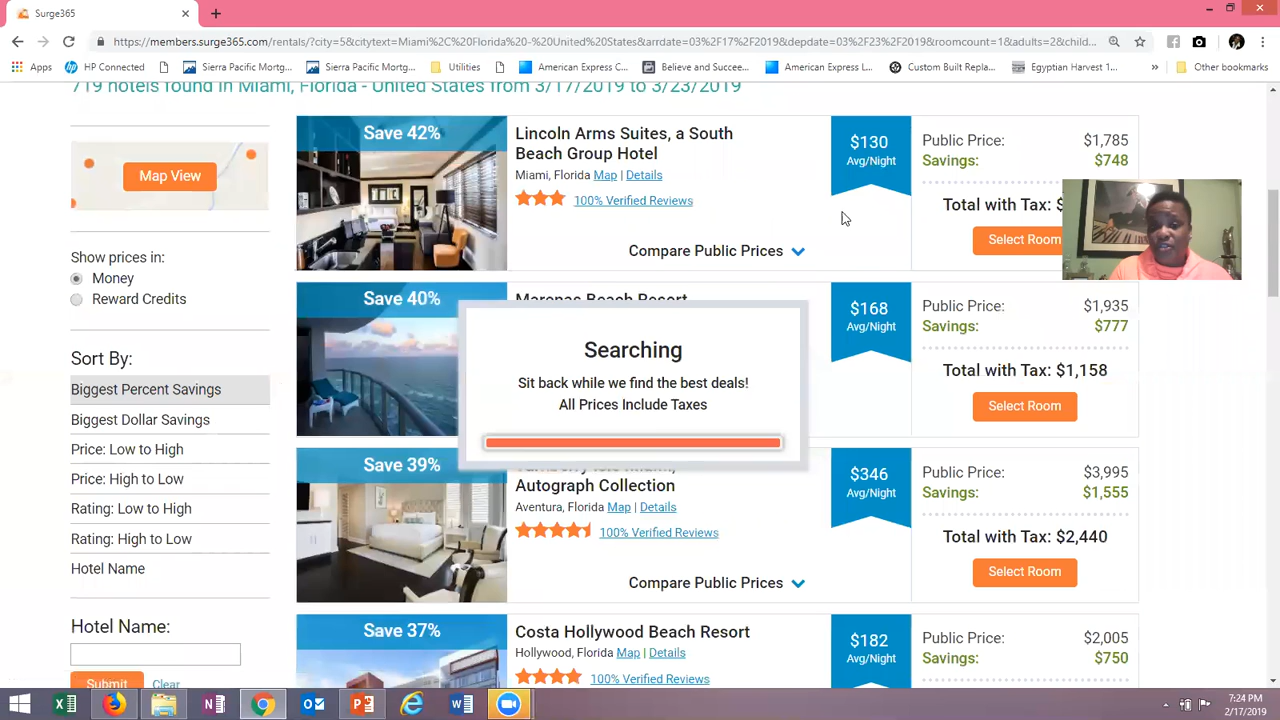 Surge365
https://members.surge365.com/rentals/?city=5&citytext=Miami%2C%20Florida%20-%20United%20States&arrdate=03%2F17%2F2019&depdate=03%2F23%2F2019&roomcount=1&adults=2&child...
Apps
HP Connected
Sierra Pacific Mortg...
Sierra Pacific Mortg...
Utilities
American Express C...
Believe and Succee...
American Express L...
Custom Built Repla...
Egyptian Harvest 1...
Other bookmarks
719 hotels found in Miami, Florida - United States from 3/17/2019 to 3/23/2019
Map View
Show prices in:
Money
Reward Credits
Sort By:
Biggest Percent Savings
Biggest Dollar Savings
Price: Low to High
Price: High to Low
Rating: Low to High
Rating: High to Low
Hotel Name
Hotel Name:
Submit Clear
Save 42%
Lincoln Arms Suites, a South
Beach Group Hotel
Miami, Florida Map | Details
100% Verified Reviews
Compare Public Prices
$130
Avg/Night
Public Price: $1,785
Savings: $748
Total with Tax: $
Select Room
Save 40%
Marenas Beach Resort
$168
Avg/Night
Public Price: $1,935
Savings: $777
Total with Tax: $1,158
Select Room
Searching
Sit back while we find the best deals!
All Prices Include Taxes
Save 39%
Autograph Collection
Aventura, Florida Map | Details
100% Verified Reviews
Compare Public Prices
$346
Avg/Night
Public Price: $3,995
Savings: $1,555
Total with Tax: $2,440
Select Room
Save 37%
Costa Hollywood Beach Resort
Hollywood, Florida Map | Details
100% Verified Reviews
$182
Avg/Night
Public Price: $2,005
Savings: $750
7:24 PM
2/17/2019